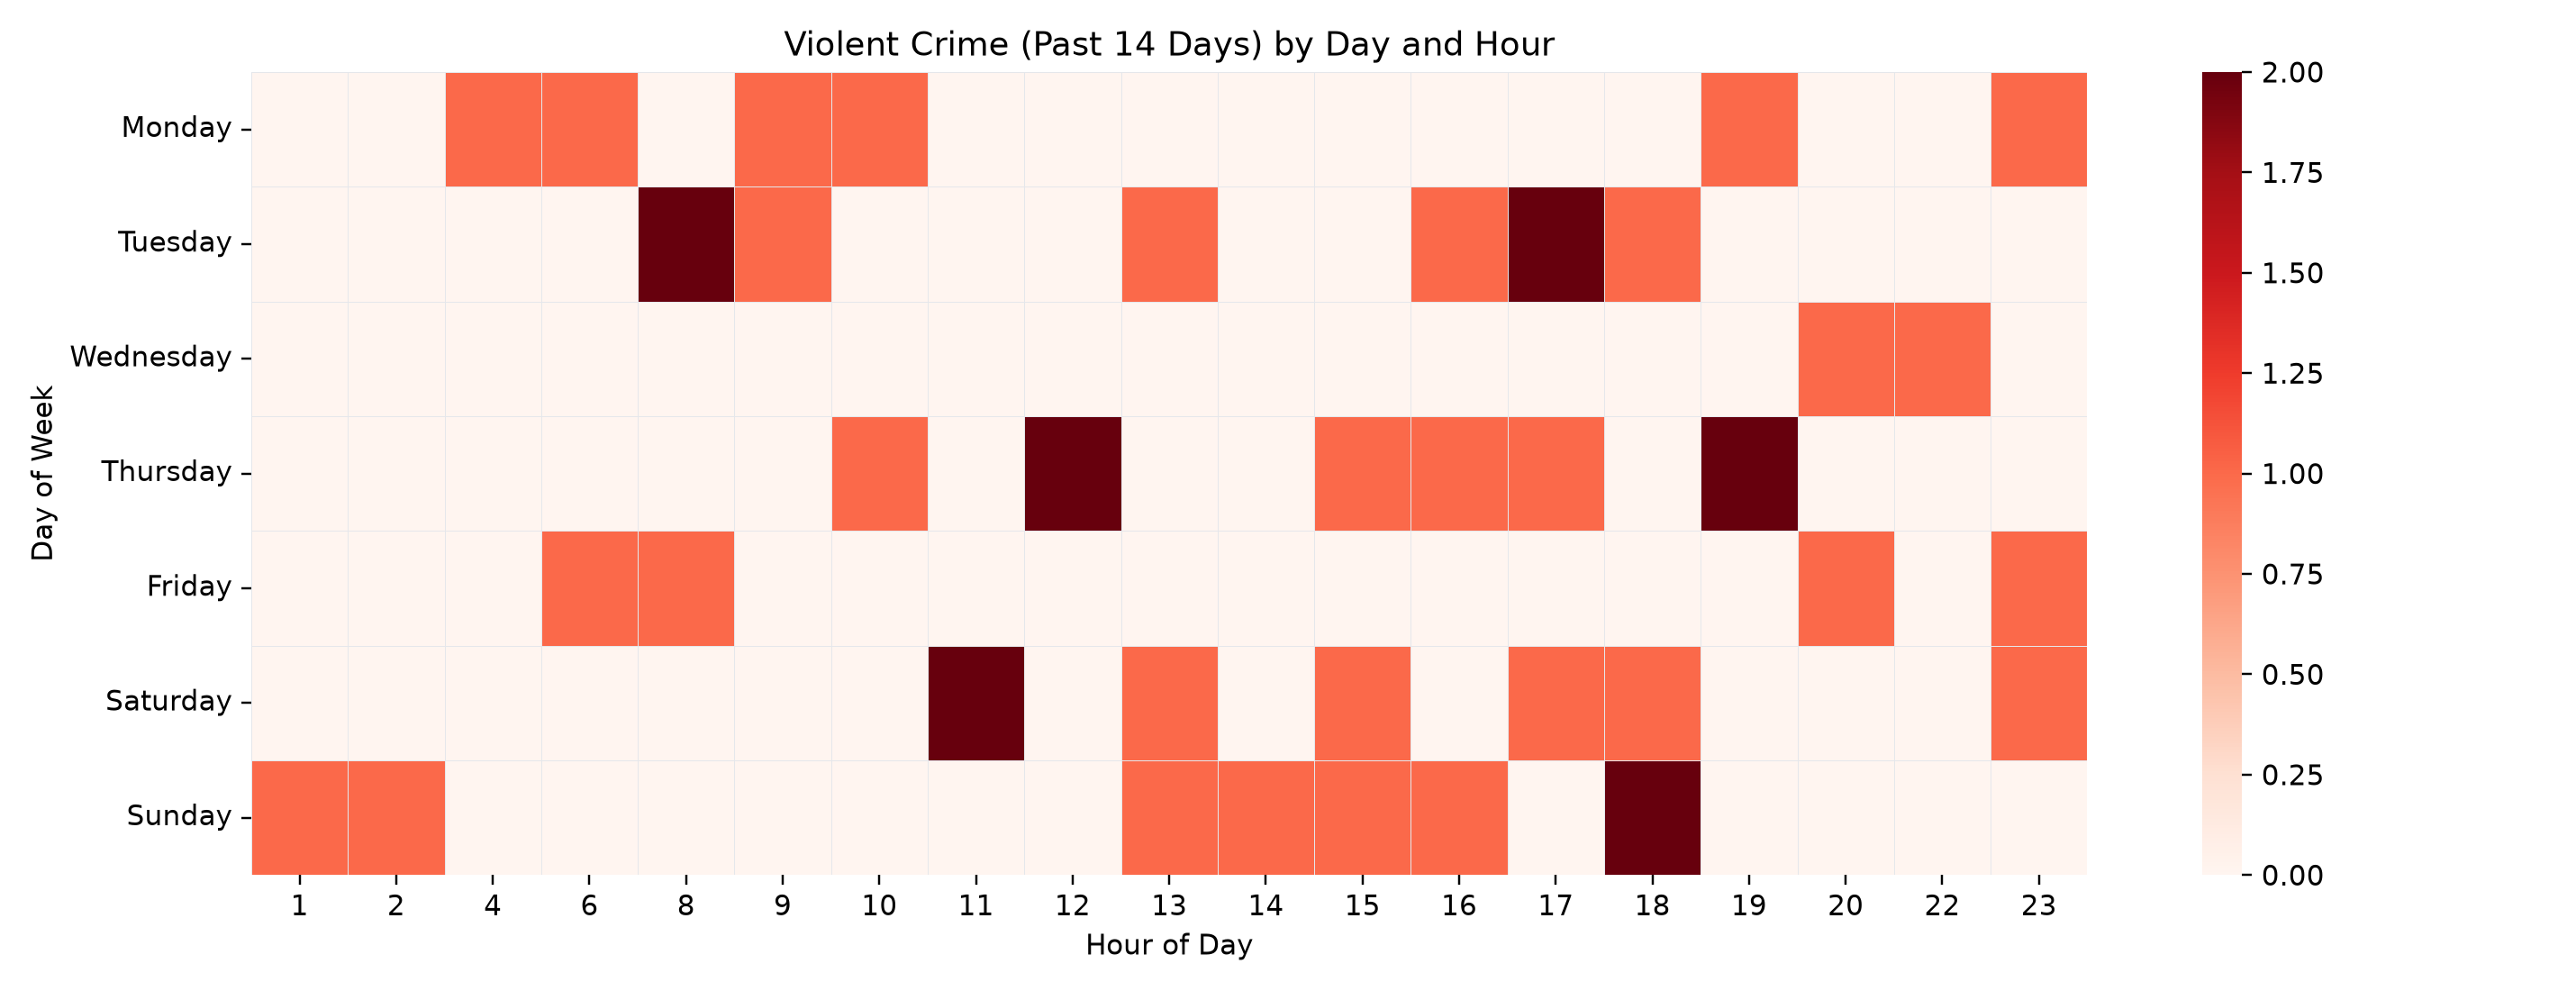 Violent Crime (Past 14 Days) by Day and Hour
Day of Week
Monday
Tuesday
Wednesday
Thursday
Friday
Saturday
Sunday
1 2 4 6 8 9 10 11 12 13 14 15 16 17 18 19 20 22 23
Hour of Day
2.00
1.75
1.50
1.25
1.00
0.75
0.50
0.25
0.00